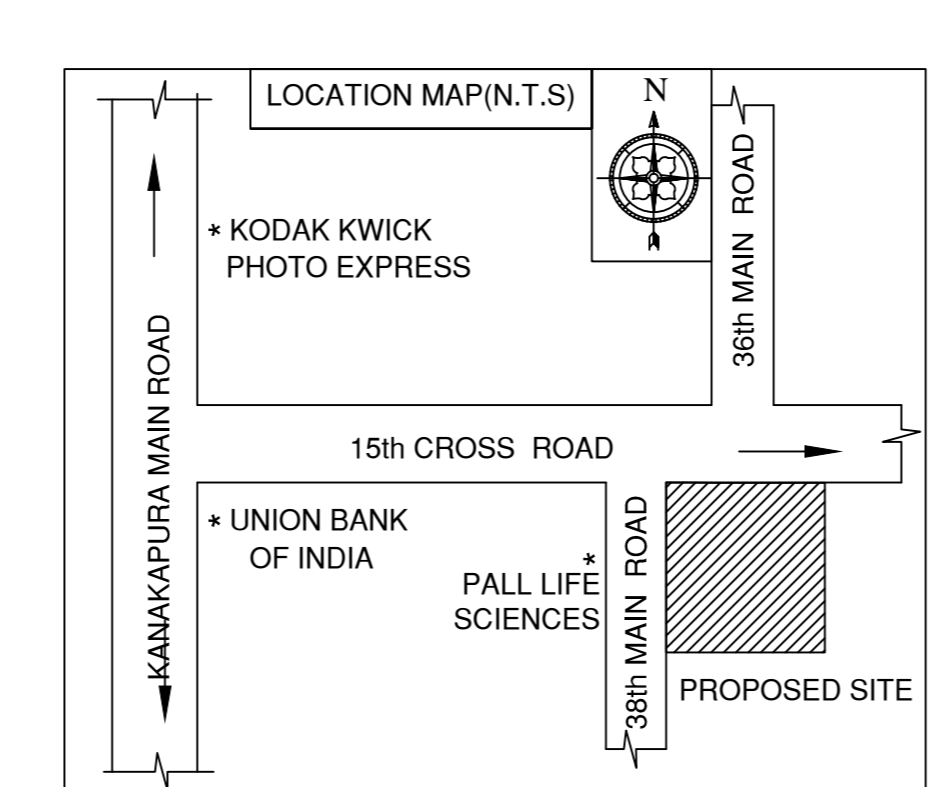 LOCATION MAP(N.T.S)
N
36th MAIN ROAD
* KODAK KWICK
PHOTO EXPRESS
KANAKAPURA MAIN ROAD
15th CROSS ROAD
* UNION BANK
OF INDIA
*
PALL LIFE
SCIENCES
38th MAIN ROAD
PROPOSED SITE